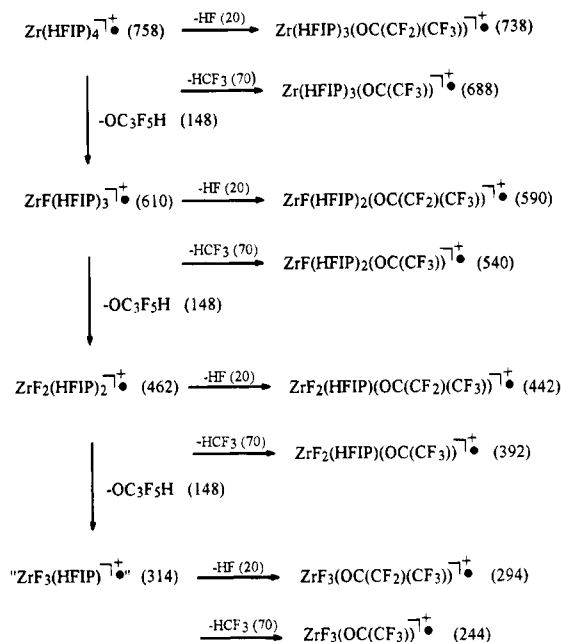 Zr(HFIP)₄ ⌝⁺• (758) -HF (20) Zr(HFIP)₃(OC(CF₂)(CF₃)) ⌝⁺• (738)
-HCF₃ (70) Zr(HFIP)₃(OC(CF₃)) ⌝⁺• (688)
-OC₃F₅H (148)
ZrF(HFIP)₃ ⌝⁺• (610) -HF (20) ZrF(HFIP)₂(OC(CF₂)(CF₃)) ⌝⁺• (590)
-HCF₃ (70) ZrF(HFIP)₂(OC(CF₃)) ⌝⁺• (540)
-OC₃F₅H (148)
ZrF₂(HFIP)₂ ⌝⁺• (462) -HF (20) ZrF₂(HFIP)(OC(CF₂)(CF₃)) ⌝⁺• (442)
-HCF₃ (70) ZrF₂(HFIP)(OC(CF₃)) ⌝⁺• (392)
-OC₃F₅H (148)
"ZrF₃(HFIP) ⌝⁺•" (314) -HF (20) ZrF₃(OC(CF₂)(CF₃)) ⌝⁺• (294)
-HCF₃ (70) ZrF₃(OC(CF₃)) ⌝⁺• (244)